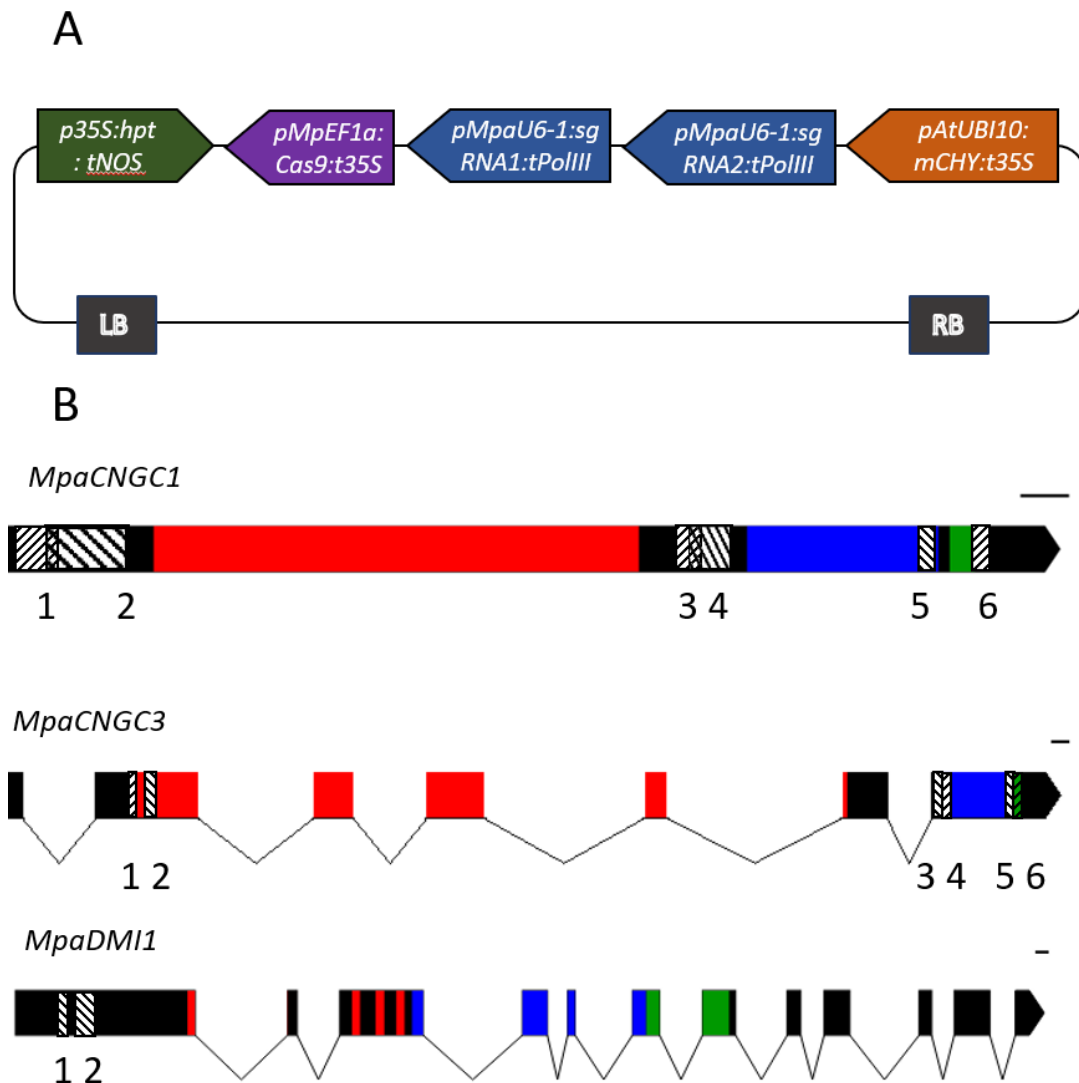 A
p35S:hpt
: tNOS
pMpEF1a:
Cas9:t35S
pMpaU6-1:sg
RNA1:tPolIII
pMpaU6-1:sg
RNA2:tPolIII
pAtUBI10:
mCHY:t35S
LB
RB
B
MpaCNGC1
1 2 3 4 5 6
MpaCNGC3
1 2 3 4 5 6
MpaDMI1
1 2